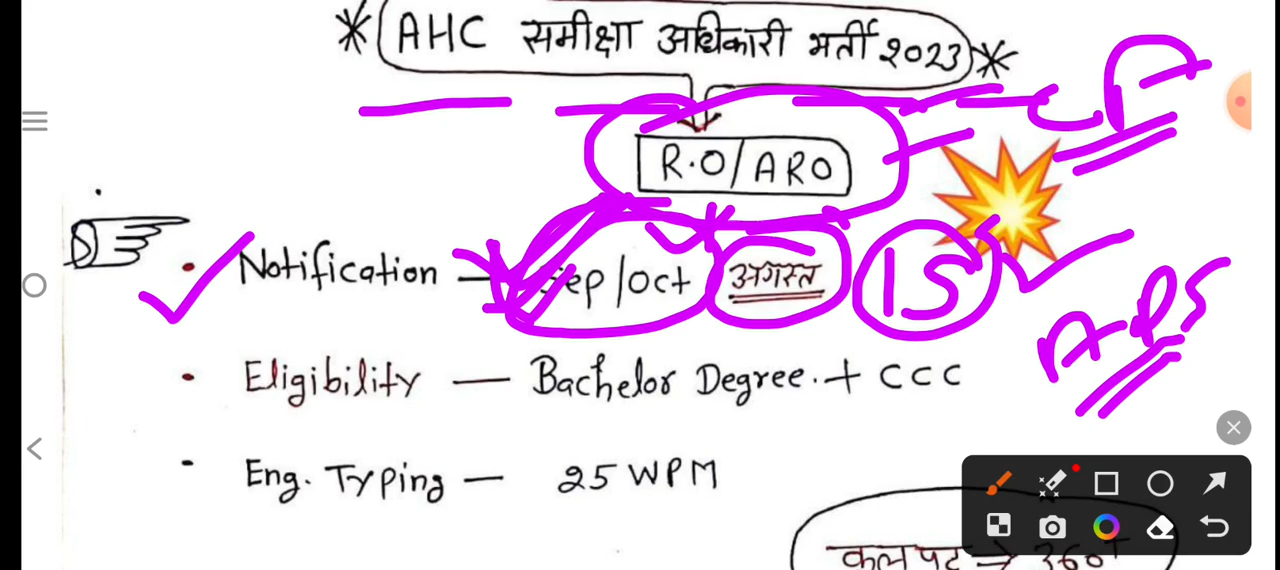 * AHC समीक्षा अधिकारी भर्ती 2023 *
R.O/ARO
Notification — Sep/Oct अगस्त 15
APS
Eligibility — Bachelor Degree.+ CCC
Eng. Typing — 25 WPM